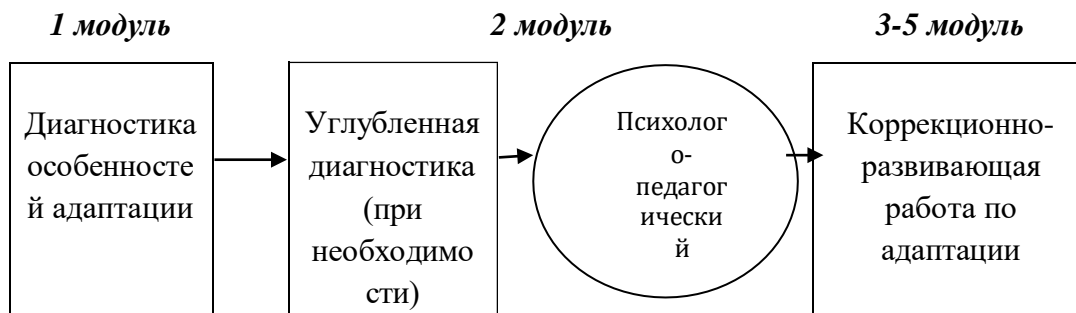 1 модуль
2 модуль
3-5 модуль
Диагностика
особенносте
й адаптации
Углубленная
диагностика
(при
необходимо
сти)
Психолог
о-
педагог
ически
й
Коррекционно-
развивающая
работа по
адаптации